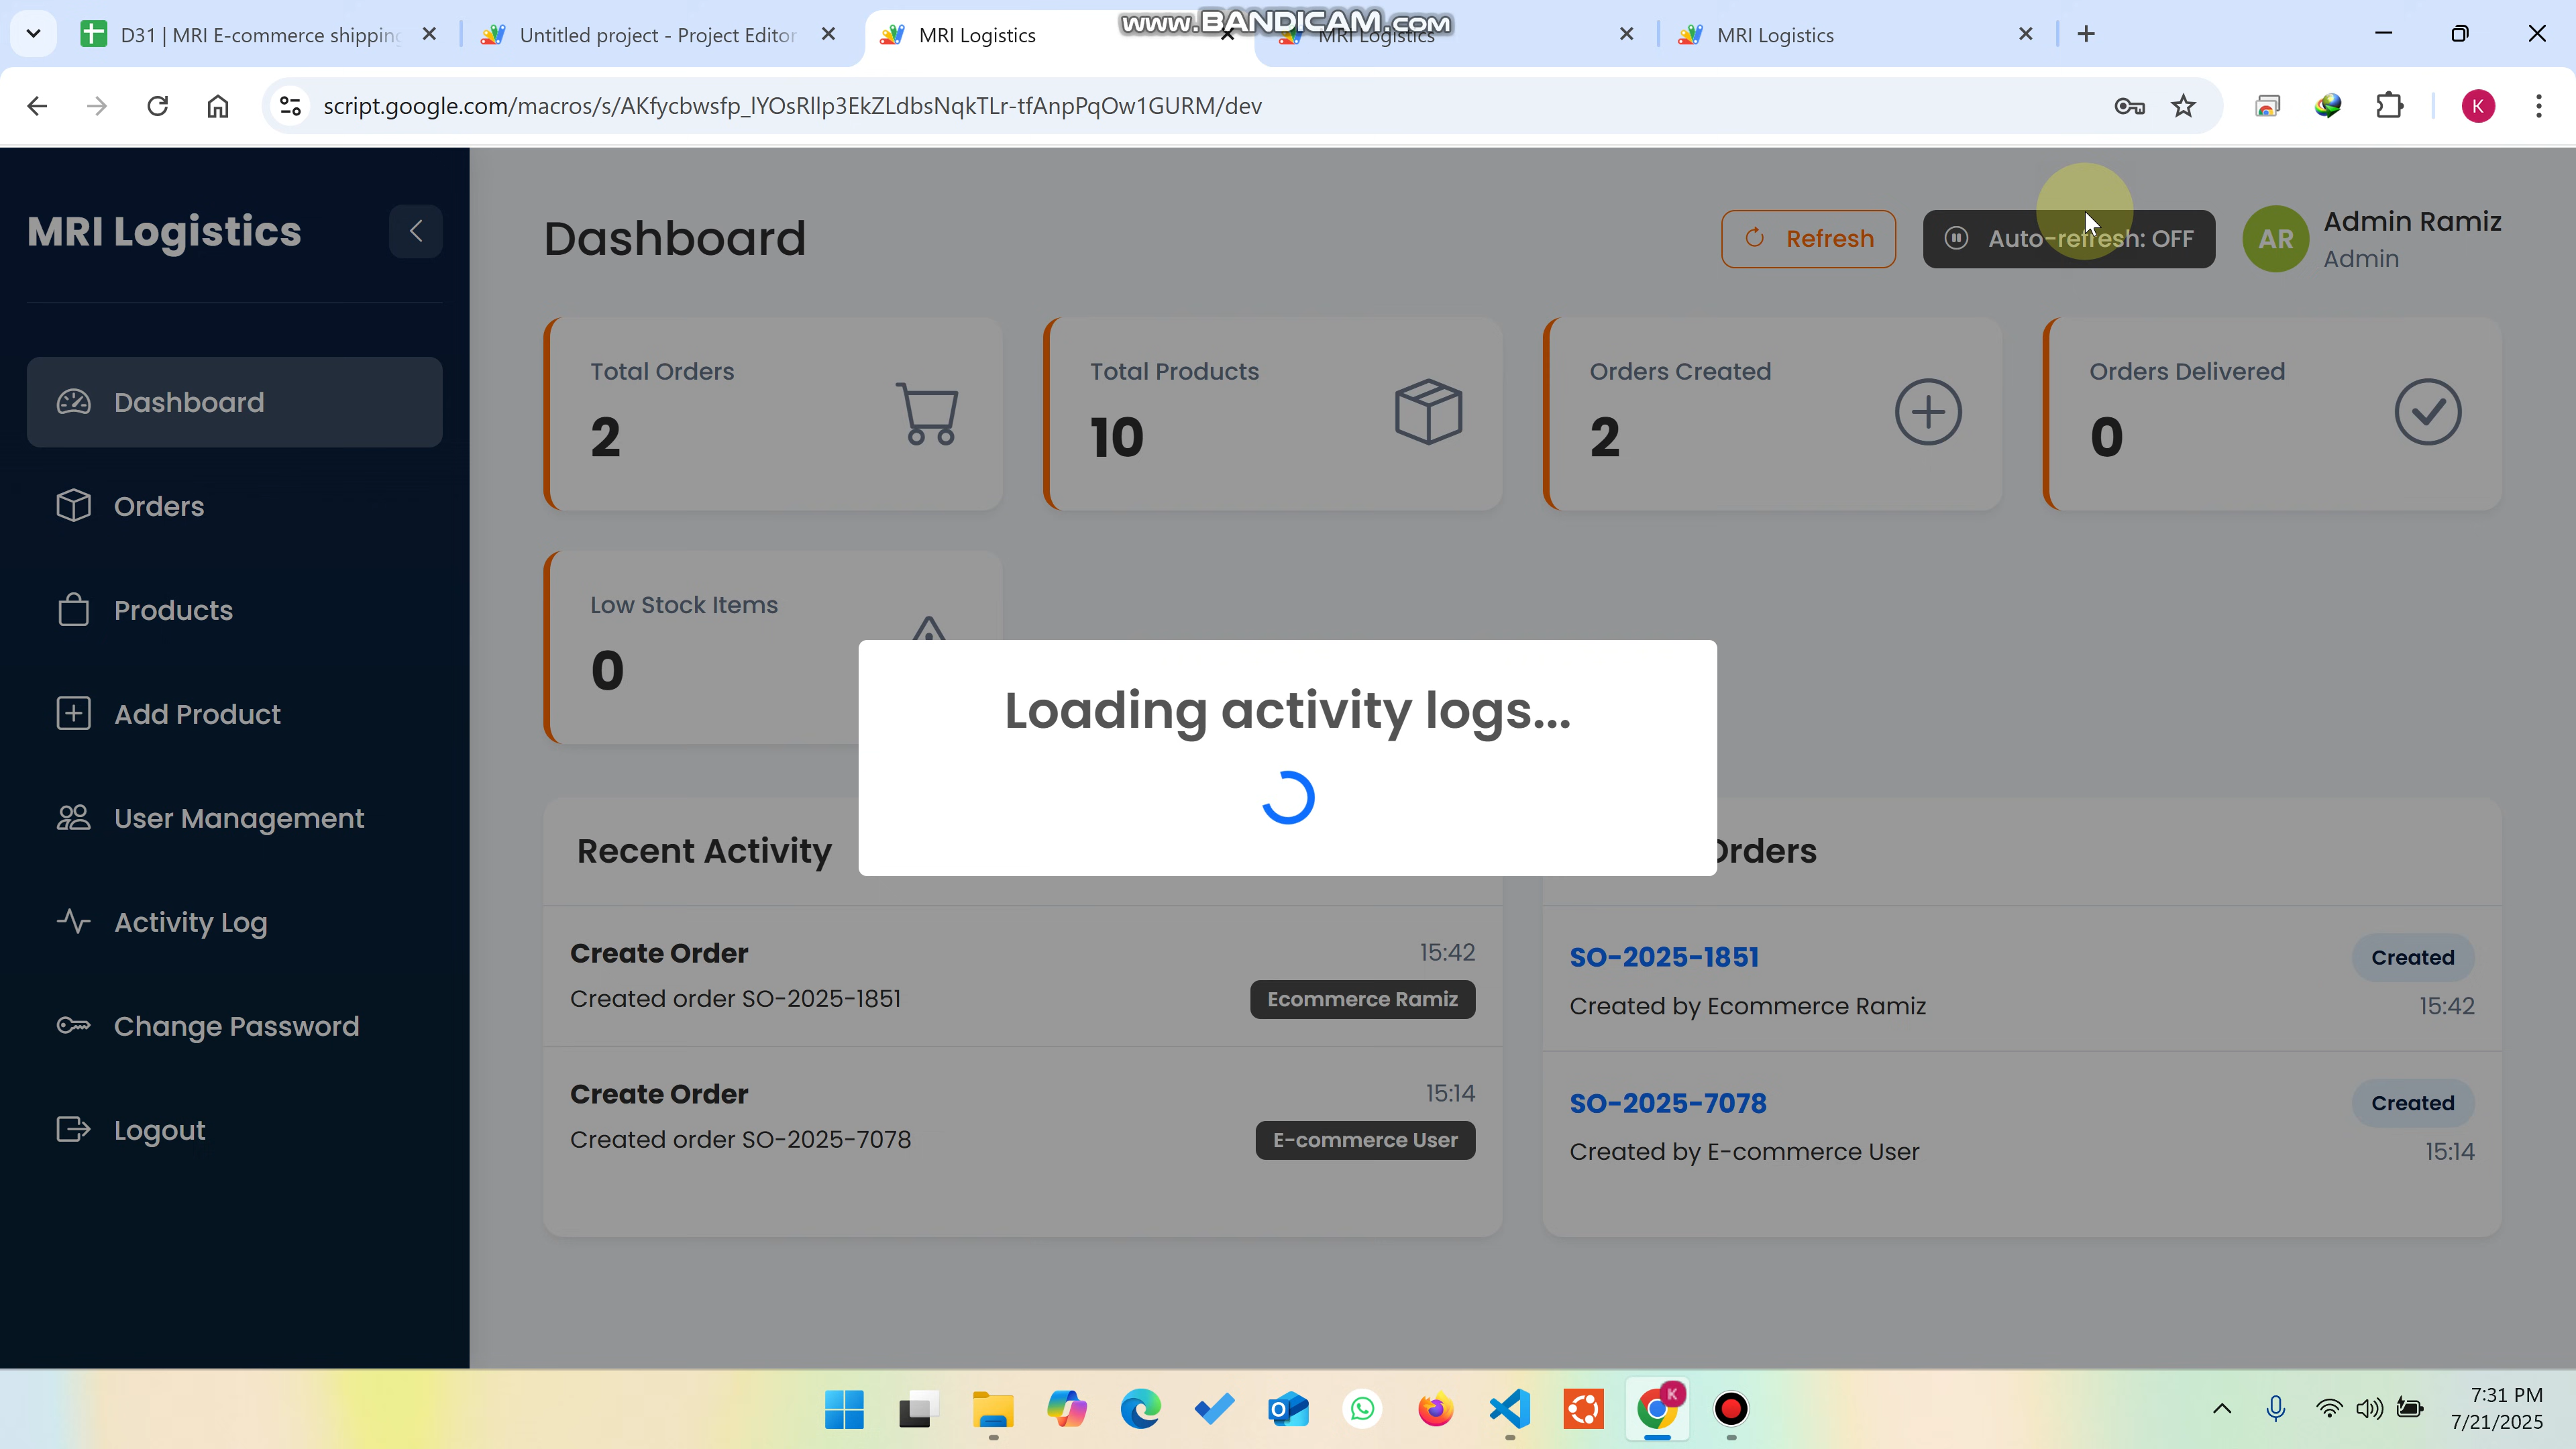 D31 | MRI E-commerce shipping
Untitled project - Project Editor
MRI Logistics
MRI Logistics
MRI Logistics
www.BANDICAM.com
script.google.com/macros/s/AKfycbwsfp_lYOsRllp3EkZLdbsNqkTLr-tfAnpPqOw1GURM/dev
K
MRI Logistics
Dashboard
Orders
Products
Add Product
User Management
Activity Log
Change Password
Logout
Dashboard
Refresh
Auto-refresh: OFF
AR
Admin Ramiz
Admin
Total Orders
2
Total Products
10
Orders Created
2
Orders Delivered
0
Low Stock Items
0
Loading activity logs...
Recent Activity
Create Order
15:42
Created order SO-2025-1851
Ecommerce Ramiz
Create Order
15:14
Created order SO-2025-7078
E-commerce User
Orders
SO-2025-1851
Created
Created by Ecommerce Ramiz
15:42
SO-2025-7078
Created
Created by E-commerce User
15:14
K
7:31 PM
7/21/2025